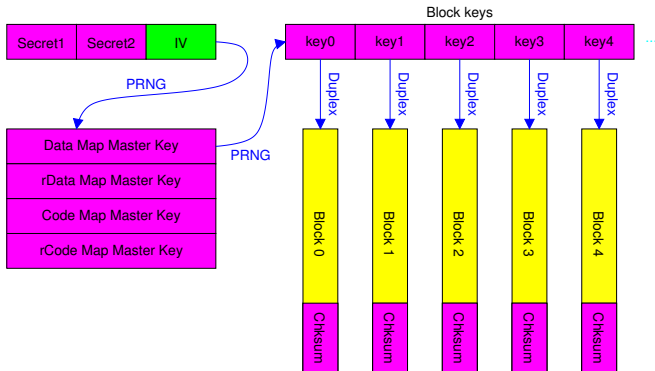 Block keys
Secret1 Secret2 IV
key0 key1 key2 key3 key4 ...
PRNG
Duplex Duplex Duplex Duplex Duplex
Data Map Master Key
PRNG
rData Map Master Key
Code Map Master Key
rCode Map Master Key
Block 0 Block 1 Block 2 Block 3 Block 4
Chksum Chksum Chksum Chksum Chksum